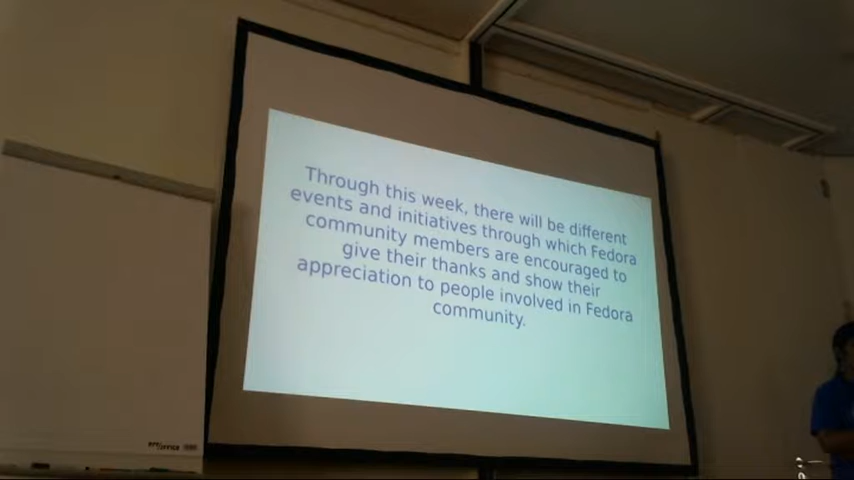 Through this week, there will be different
events and initiatives through which Fedora
community members are encouraged to
give their thanks and show their
appreciation to people involved in Fedora
community.